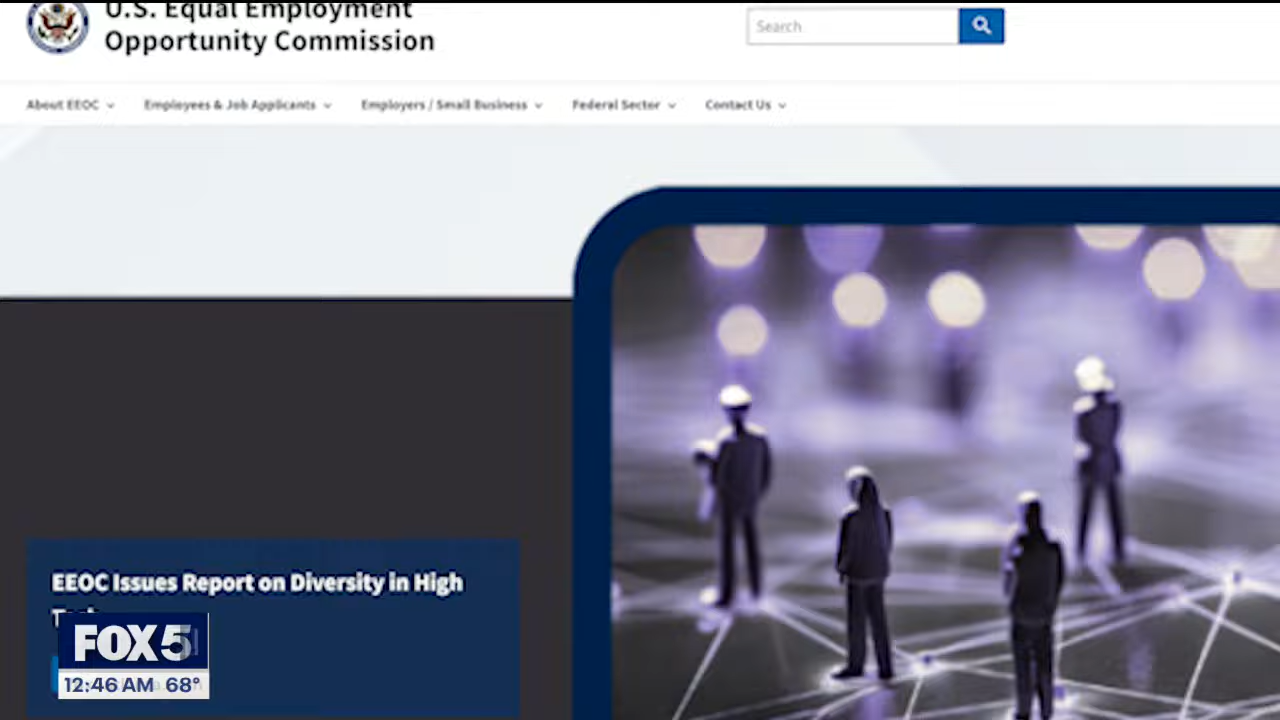 U.S. Equal Employment
Opportunity Commission
Search
About EEOC
Employees & Job Applicants
Employers / Small Business
Federal Sector
Contact Us
EEOC Issues Report on Diversity in High
FOX 5
12:46 AM 68°